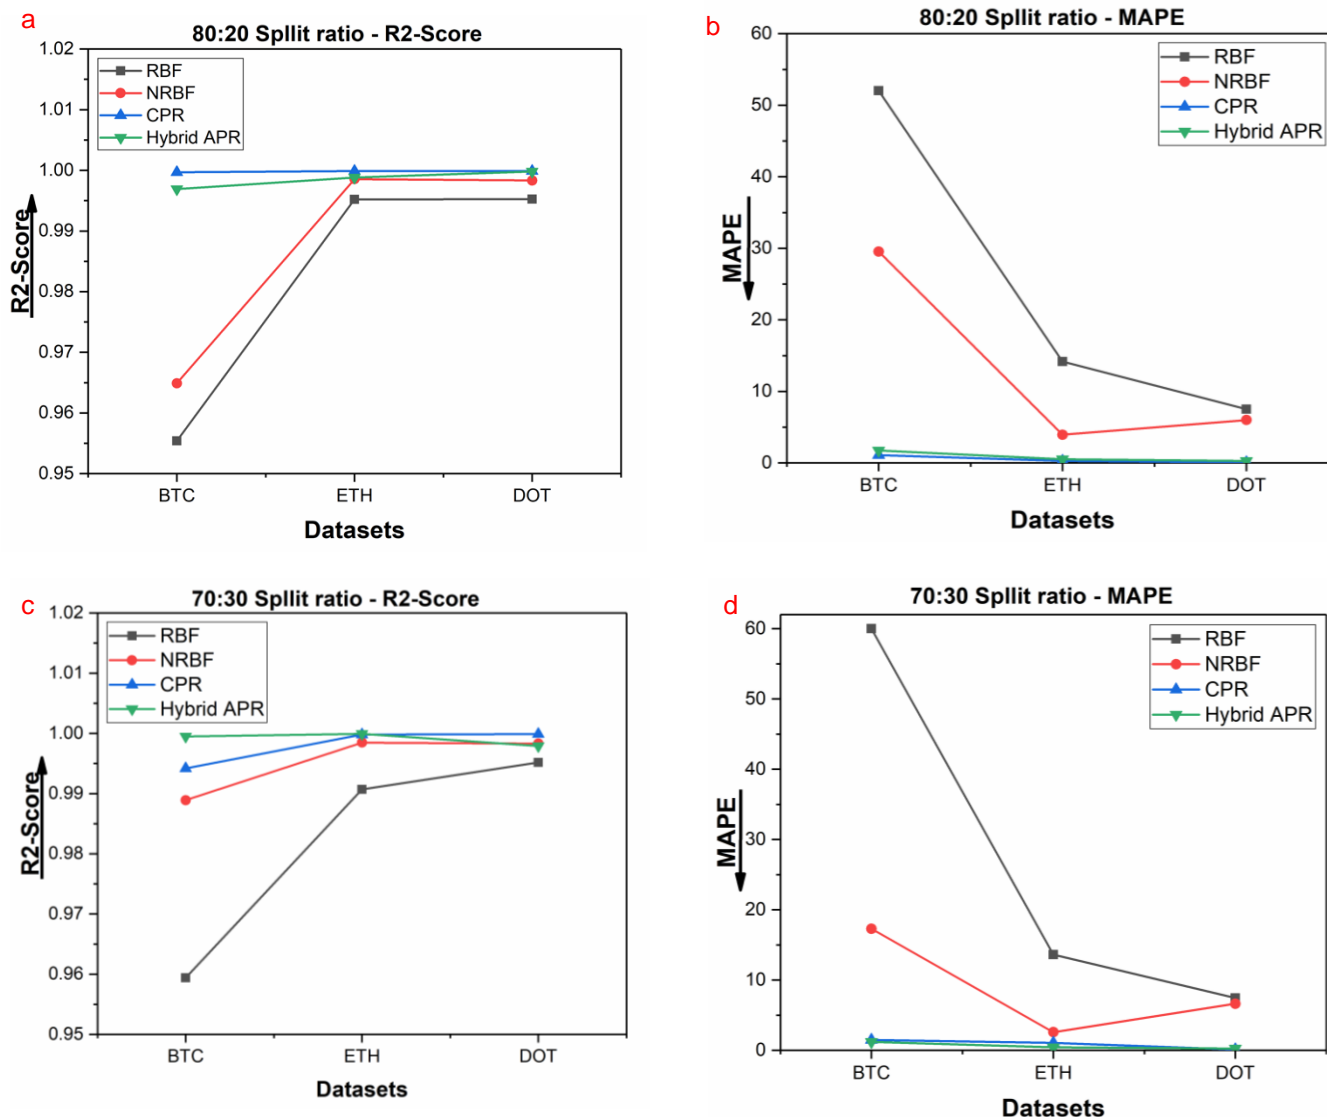 a
80:20 Spllit ratio - R2-Score
1.02
1.01
1.00
0.99
0.98
0.97
0.96
0.95
R2-Score
RBF
NRBF
CPR
Hybrid APR
BTC
ETH
DOT
Datasets
b
80:20 Spllit ratio - MAPE
60
50
40
30
20
10
0
MAPE
RBF
NRBF
CPR
Hybrid APR
BTC
ETH
DOT
Datasets
c
70:30 Spllit ratio - R2-Score
1.02
1.01
1.00
0.99
0.98
0.97
0.96
0.95
R2-Score
RBF
NRBF
CPR
Hybrid APR
BTC
ETH
DOT
Datasets
d
70:30 Spllit ratio - MAPE
60
50
40
30
20
10
0
MAPE
RBF
NRBF
CPR
Hybrid APR
BTC
ETH
DOT
Datasets